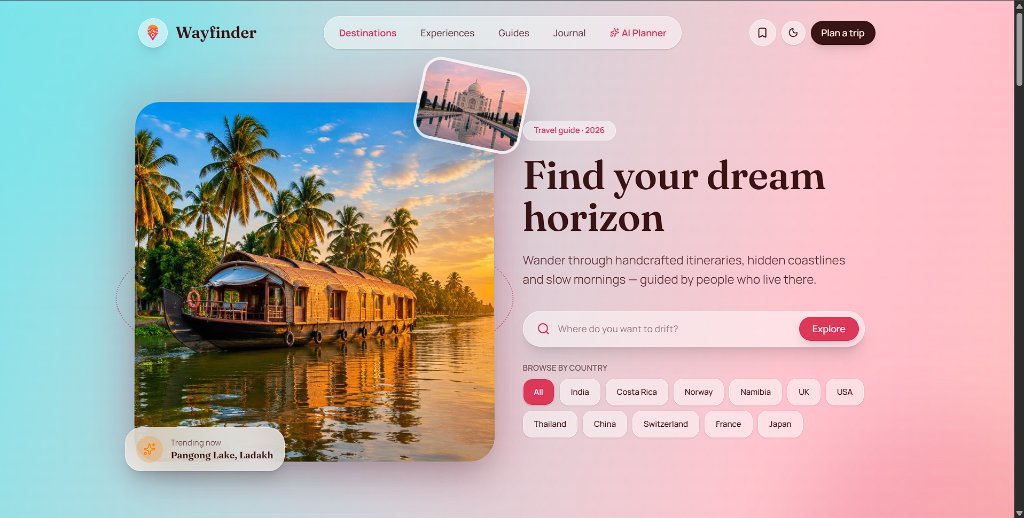 Wayfinder
Destinations
Experiences
Guides
Journal
AI Planner
Plan a trip
Travel guide · 2026
Find your dream
horizon
Wander through handcrafted itineraries, hidden coastlines
and slow mornings — guided by people who live there.
Where do you want to drift?
Explore
BROWSE BY COUNTRY
All
India
Costa Rica
Norway
Namibia
UK
USA
Thailand
China
Switzerland
France
Japan
Trending now
Pangong Lake, Ladakh